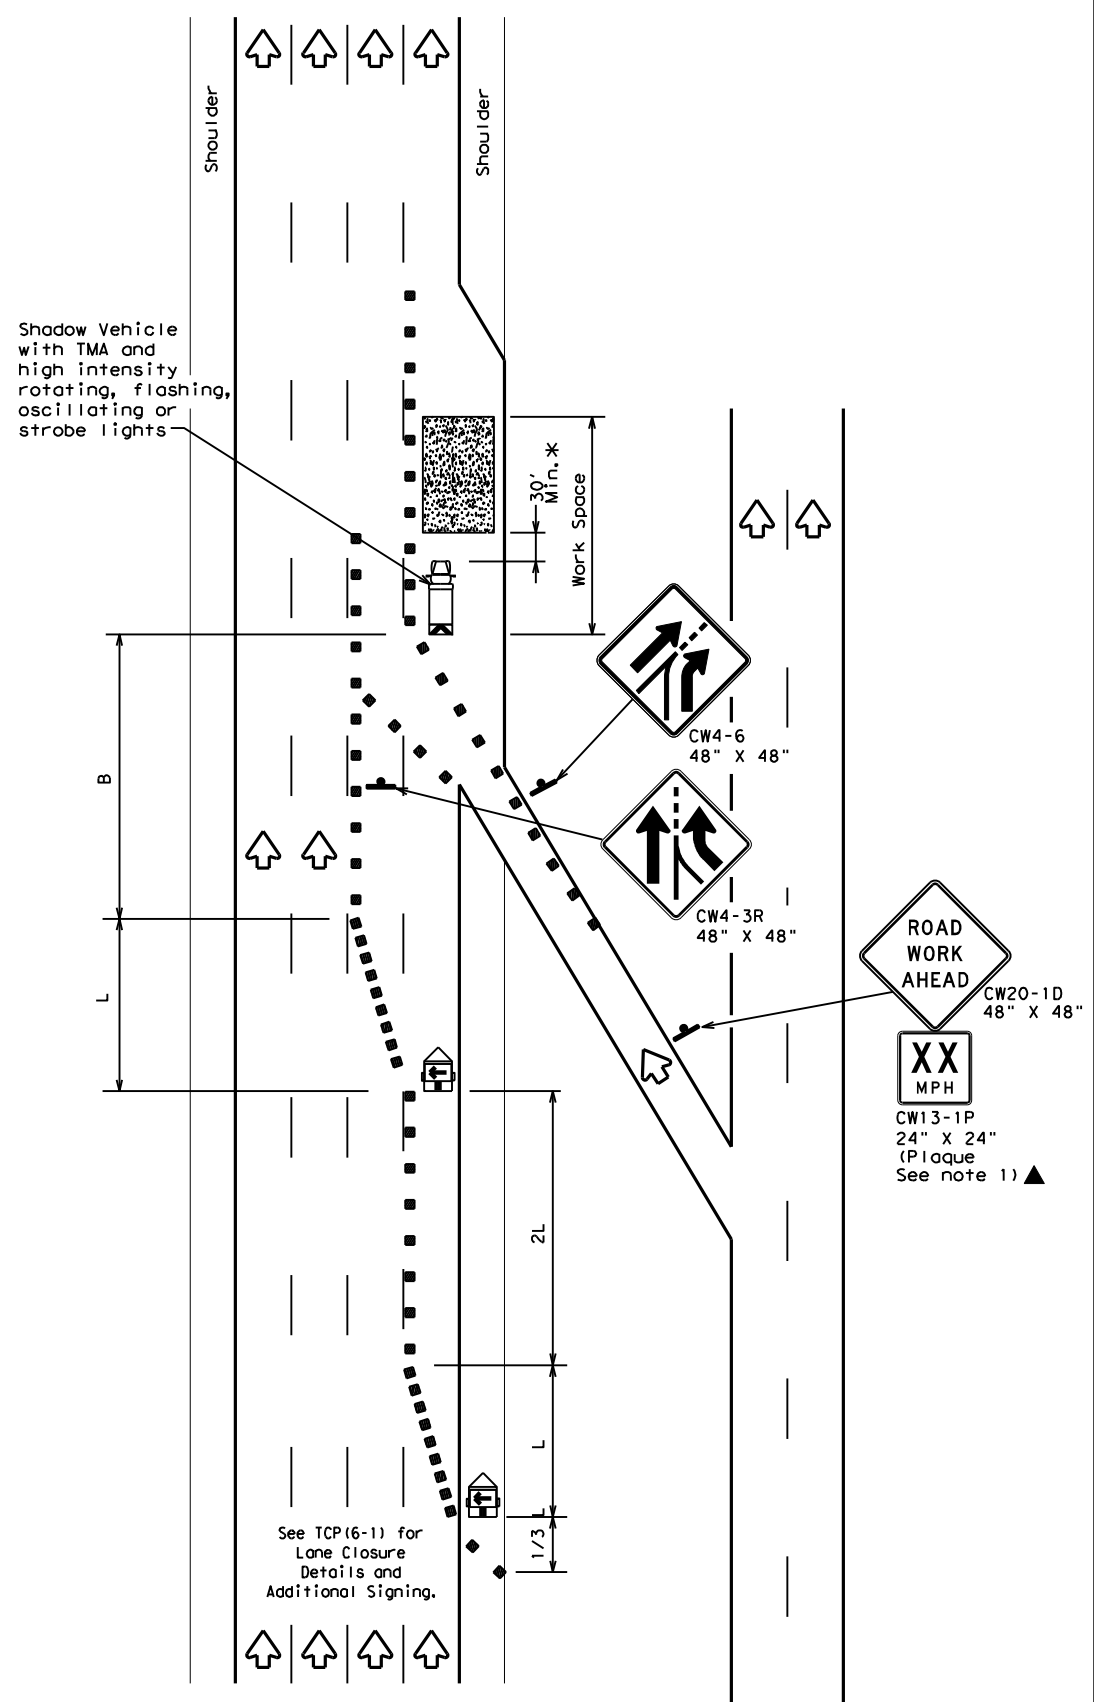 Shoulder
Shoulder
Shadow Vehicle
with TMA and
high intensity
rotating, flashing,
oscillating or
strobe lights
30'
Min.*
Work Space
CW4-6
48" X 48"
B
CW4-3R
48" X 48"
ROAD
WORK
AHEAD
CW20-1D
48" X 48"
L
XX
MPH
CW13-1P
24" X 24"
(Plaque
See note 1)▲
2L
L
1/3 L
See TCP(6-1) for
Lane Closure
Details and
Additional Signing.